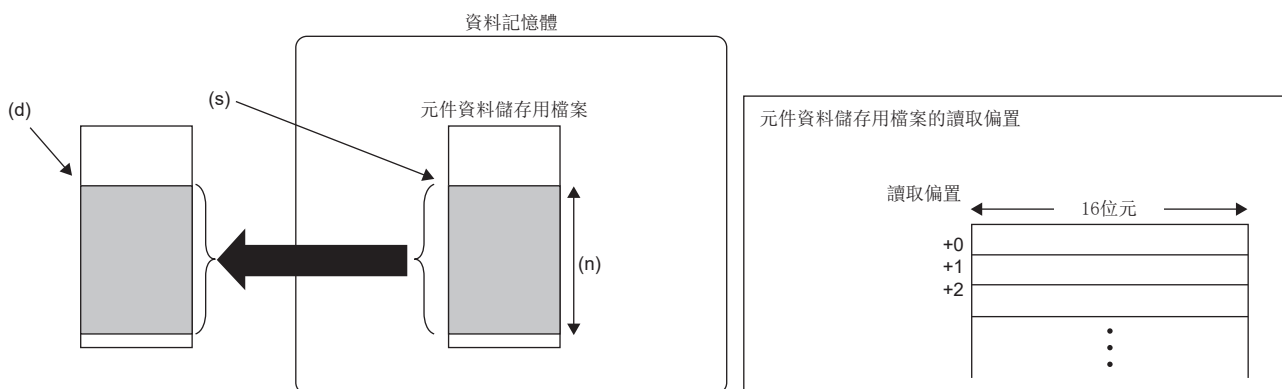 資料記憶體
(d)
(s)
元件資料儲存用檔案
(n)
元件資料儲存用檔案的讀取偏置
讀取偏置
16位元
+0
+1
+2